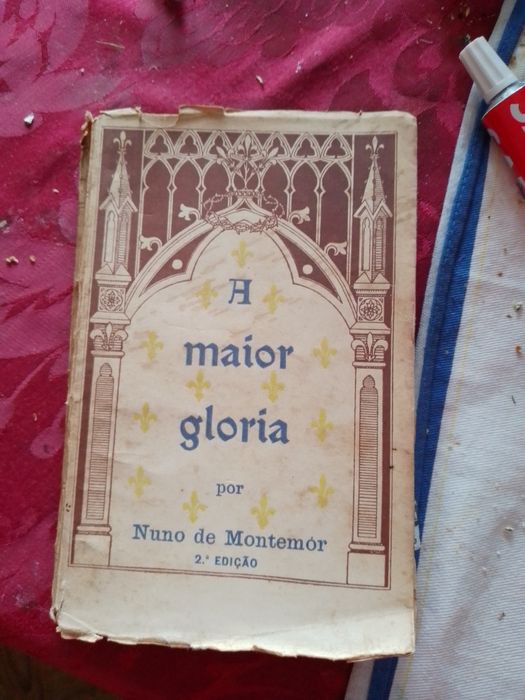 A
maior
gloria
por
Nuno de Montemór
2.ª EDIÇÃO